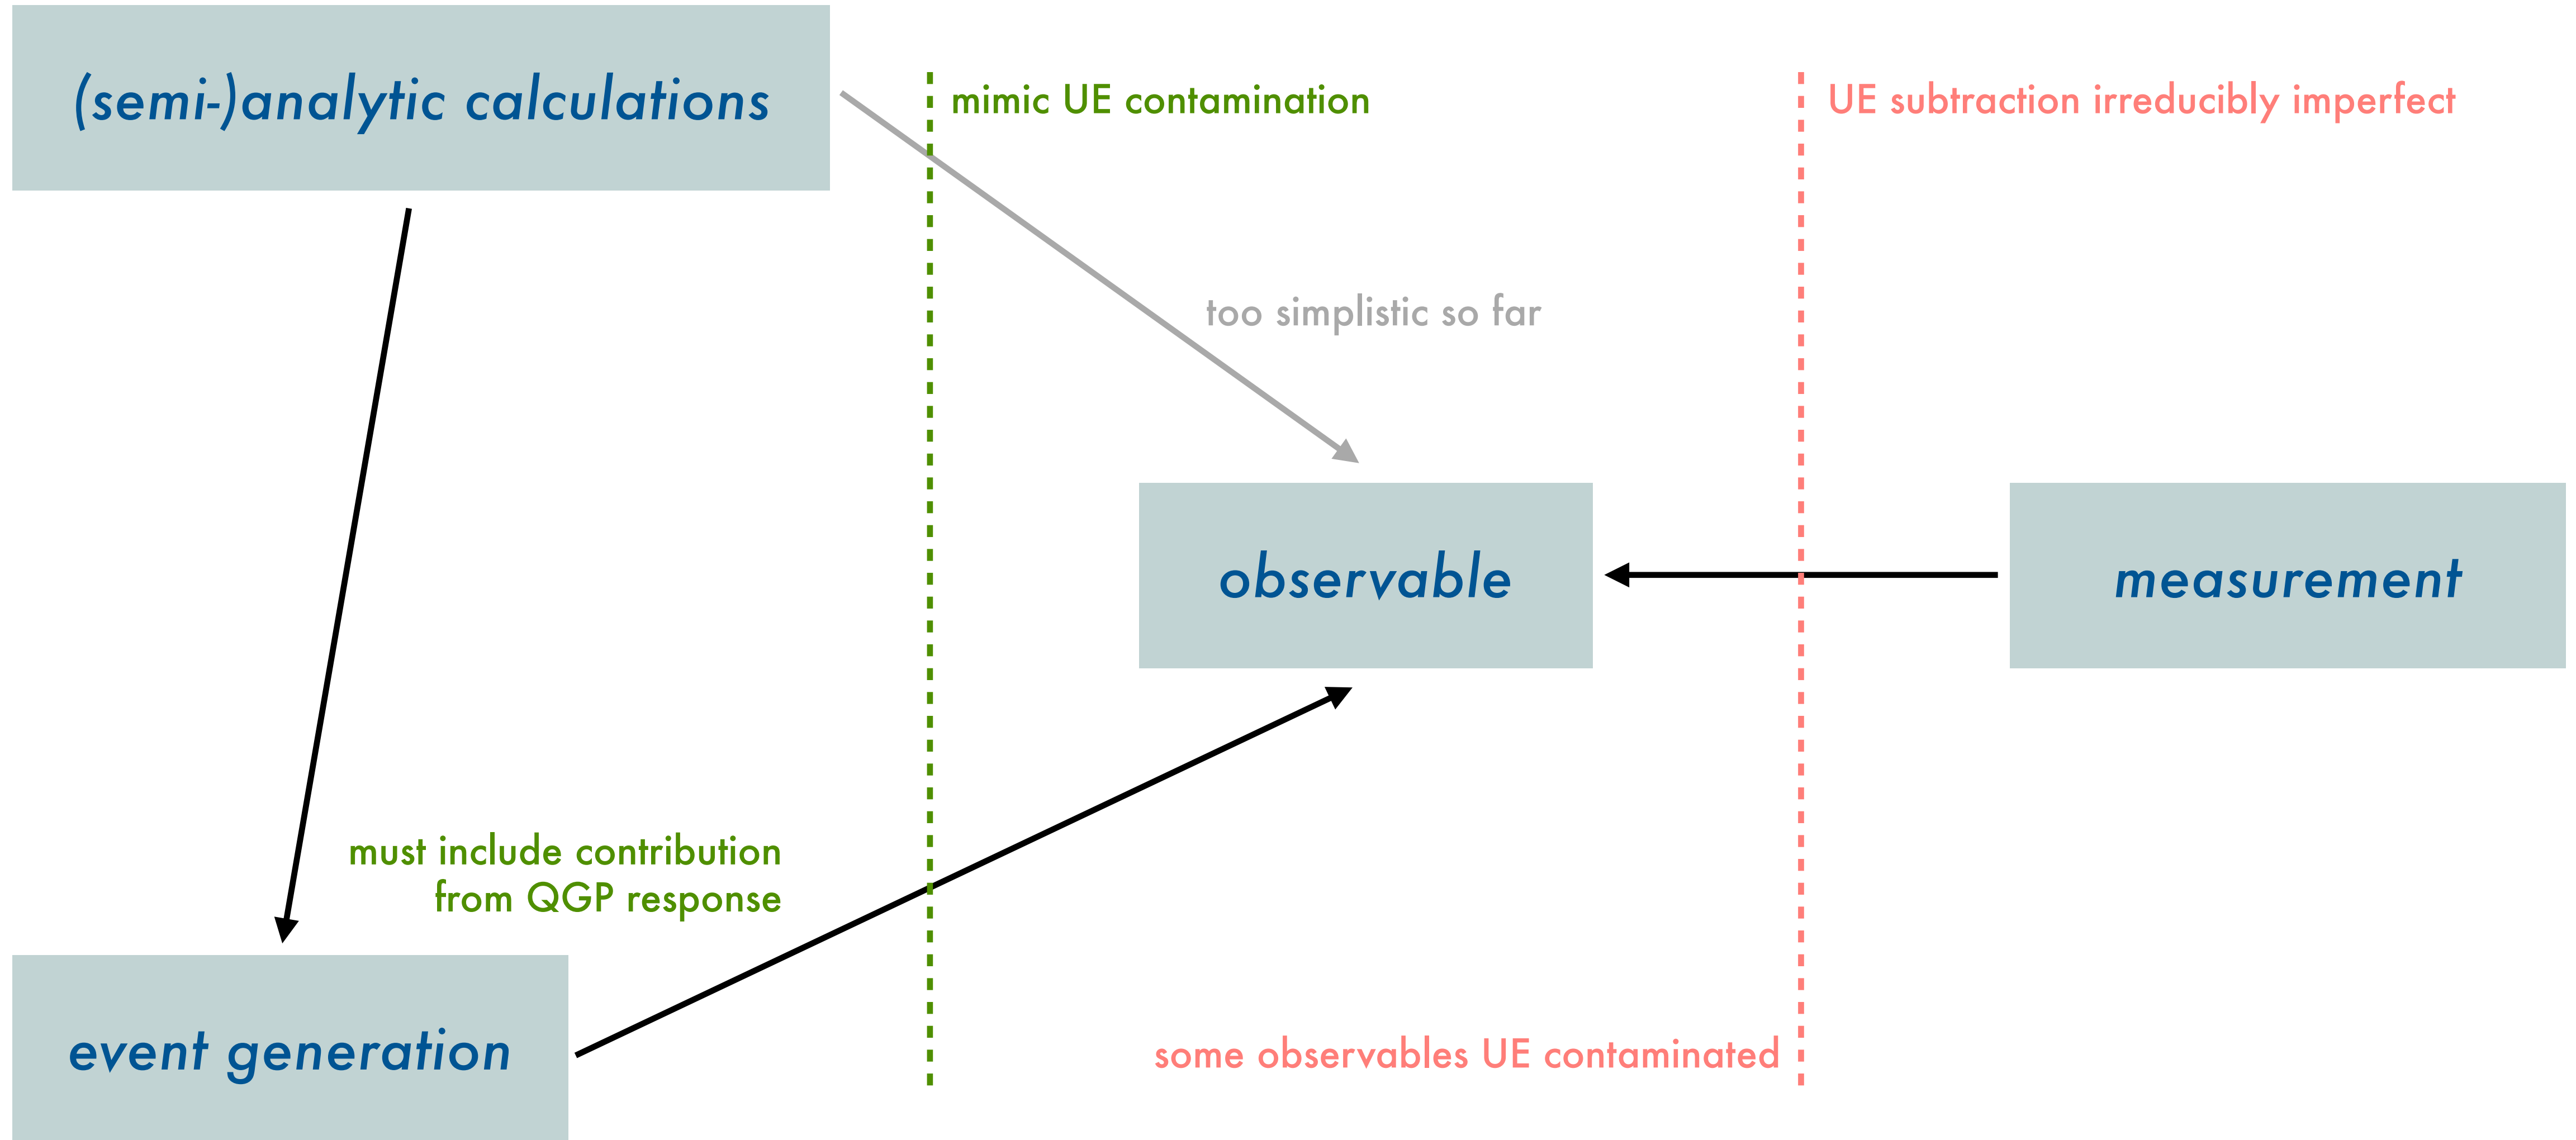 (semi-)analytic calculations
mimic UE contamination
UE subtraction irreducibly imperfect
too simplistic so far
observable
measurement
must include contribution
from QGP response
event generation
some observables UE contaminated